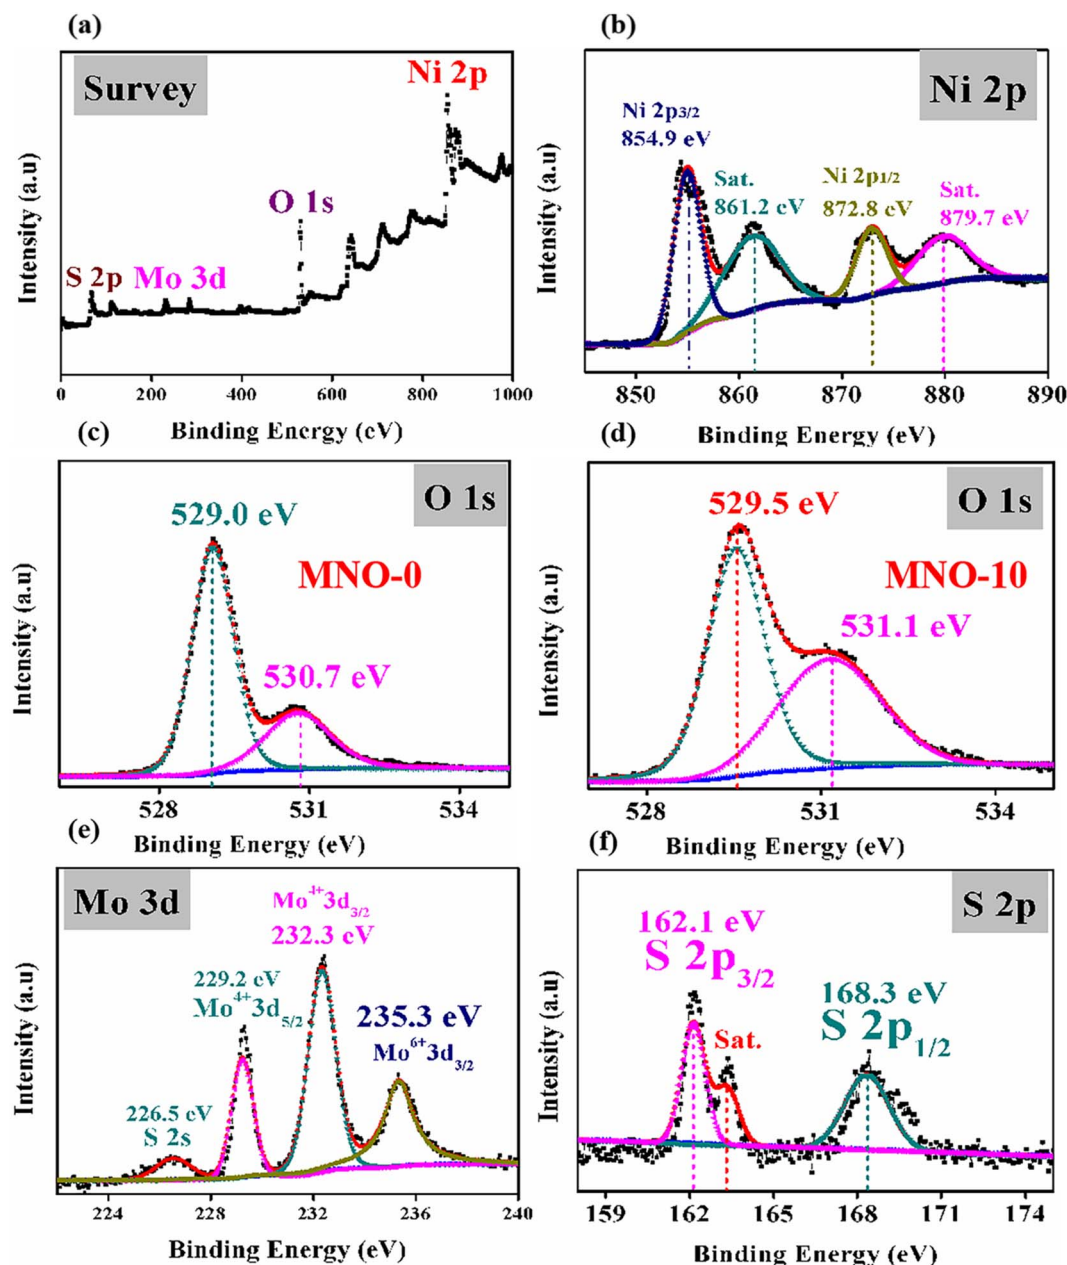 (a)
Survey
Ni 2p
O 1s
S 2p
Mo 3d
Intensity (a.u)
0 200 400 600 800 1000
Binding Energy (eV)
(b)
Ni 2p
Ni 2p3/2
854.9 eV
Sat.
861.2 eV
Ni 2p1/2
872.8 eV
Sat.
879.7 eV
Intensity (a.u)
850 860 870 880 890
Binding Energy (eV)
(c)
O 1s
529.0 eV
MNO-0
530.7 eV
Intensity (a.u)
528 531 534
Binding Energy (eV)
(d)
O 1s
529.5 eV
MNO-10
531.1 eV
Intensity (a.u)
528 531 534
Binding Energy (eV)
(e)
Mo 3d
Mo4+3d3/2
232.3 eV
229.2 eV
Mo4+3d5/2
235.3 eV
Mo6+3d3/2
226.5 eV
S 2s
Intensity (a.u)
224 228 232 236 240
Binding Energy (eV)
(f)
S 2p
162.1 eV
S 2p3/2
Sat.
168.3 eV
S 2p1/2
Intensity (a.u)
159 162 165 168 171 174
Binding Energy (eV)